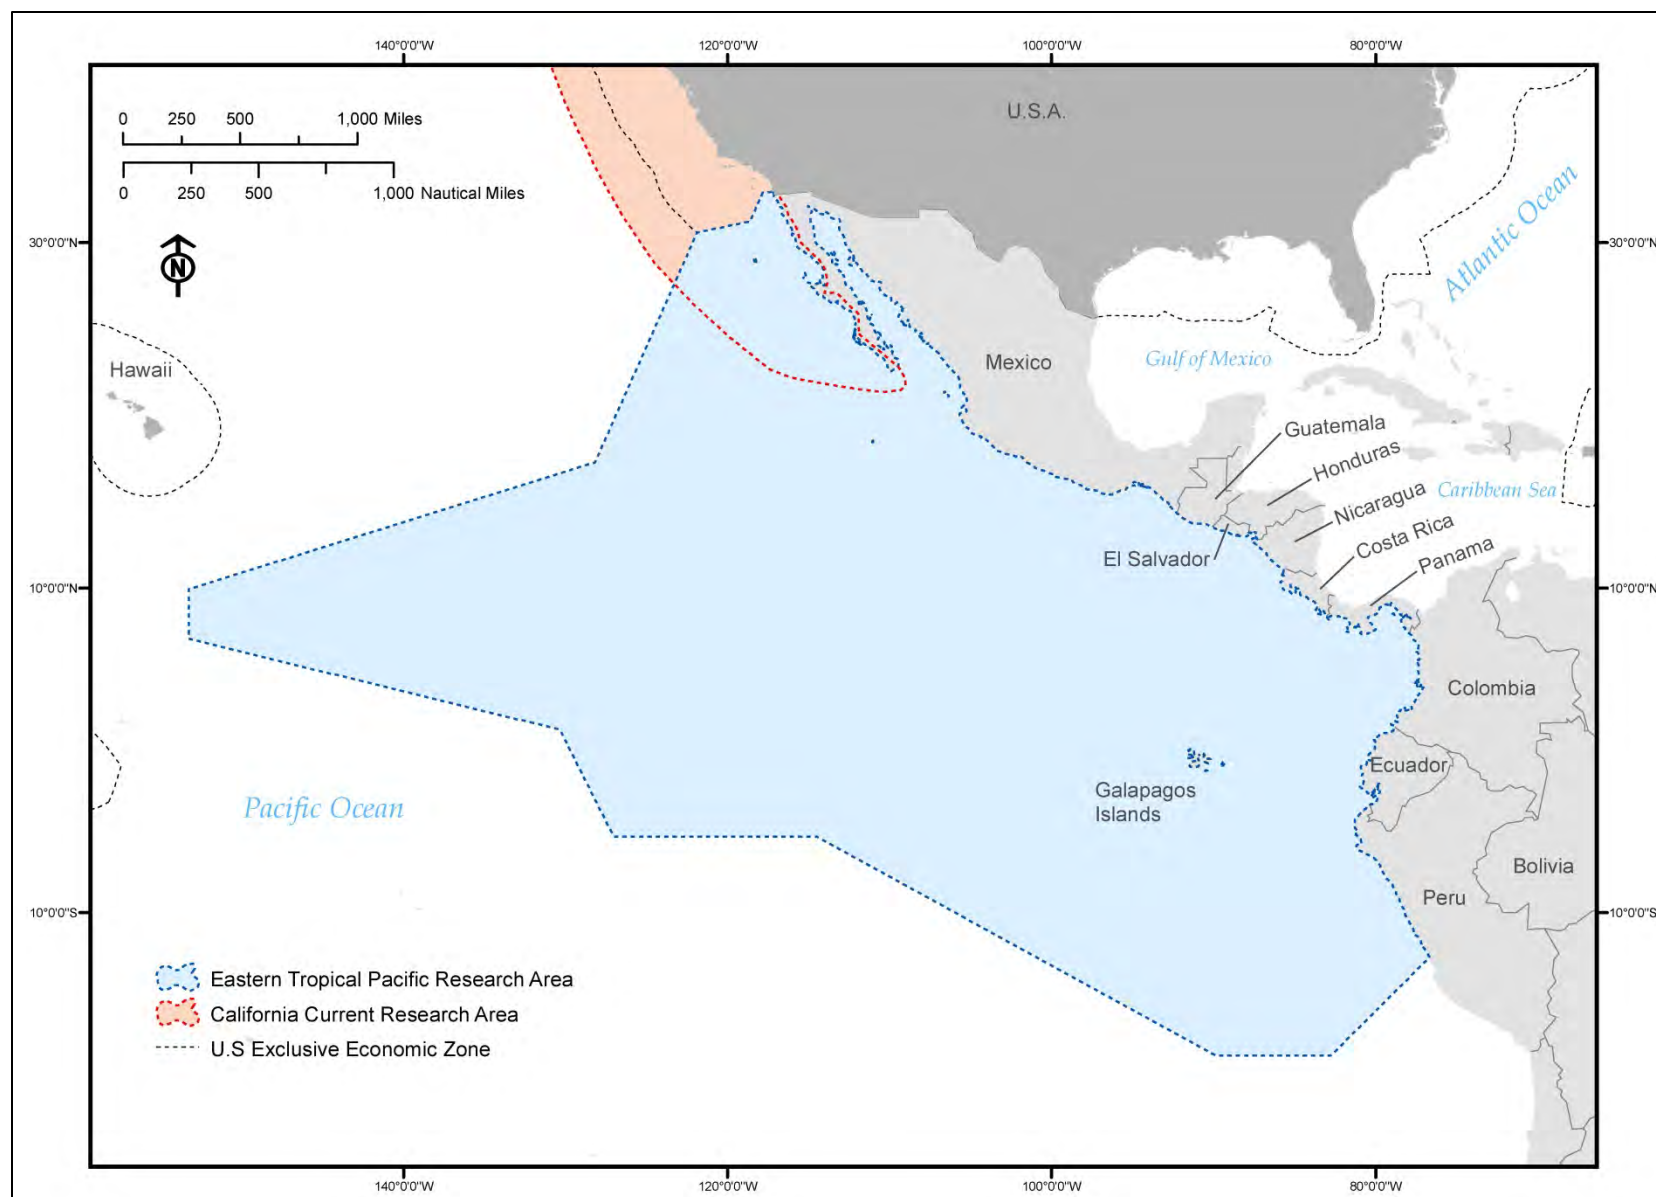 140°0'0"W 120°0'0"W 100°0'0"W 80°0'0"W
0 250 500 1,000 Miles
0 250 500 1,000 Nautical Miles
N
U.S.A.
Atlantic Ocean
30°0'0"N 30°0'0"N
Hawaii
Mexico
Gulf of Mexico
Guatemala
Honduras
Nicaragua
Caribbean Sea
Costa Rica
El Salvador
Panama
10°0'0"N 10°0'0"N
Colombia
Ecuador
Galapagos
Islands
Pacific Ocean
Bolivia
Peru
10°0'0"S 10°0'0"S
Eastern Tropical Pacific Research Area
California Current Research Area
U.S Exclusive Economic Zone
140°0'0"W 120°0'0"W 100°0'0"W 80°0'0"W